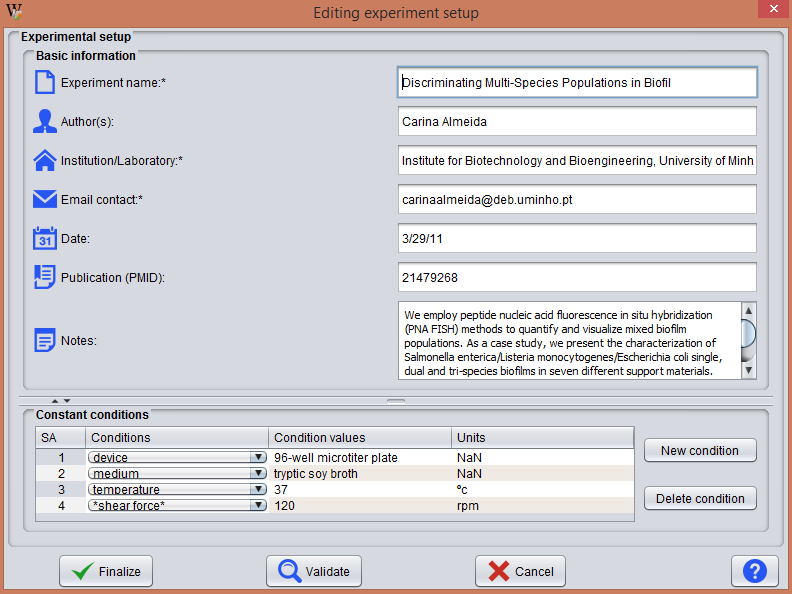 Editing experiment setup
Experimental setup
Basic information
Experiment name:* Discriminating Multi-Species Populations in Biofil
Author(s): Carina Almeida
Institution/Laboratory:* Institute for Biotechnology and Bioengineering, University of Minh
Email contact:* carinaalmeida@deb.uminho.pt
31 Date: 3/29/11
Publication (PMID): 21479268
Notes:
We employ peptide nucleic acid fluorescence in situ hybridization
(PNA FISH) methods to quantify and visualize mixed biofilm
populations. As a case study, we present the characterization of
Salmonella enterica/Listeria monocytogenes/Escherichia coli single,
dual and tri-species biofilms in seven different support materials.
Constant conditions
SA Conditions Condition values Units
1 device 96-well microtiter plate NaN
2 medium tryptic soy broth NaN
3 temperature 37 ºc
4 *shear force* 120 rpm
New condition
Delete condition
Finalize Validate Cancel ?